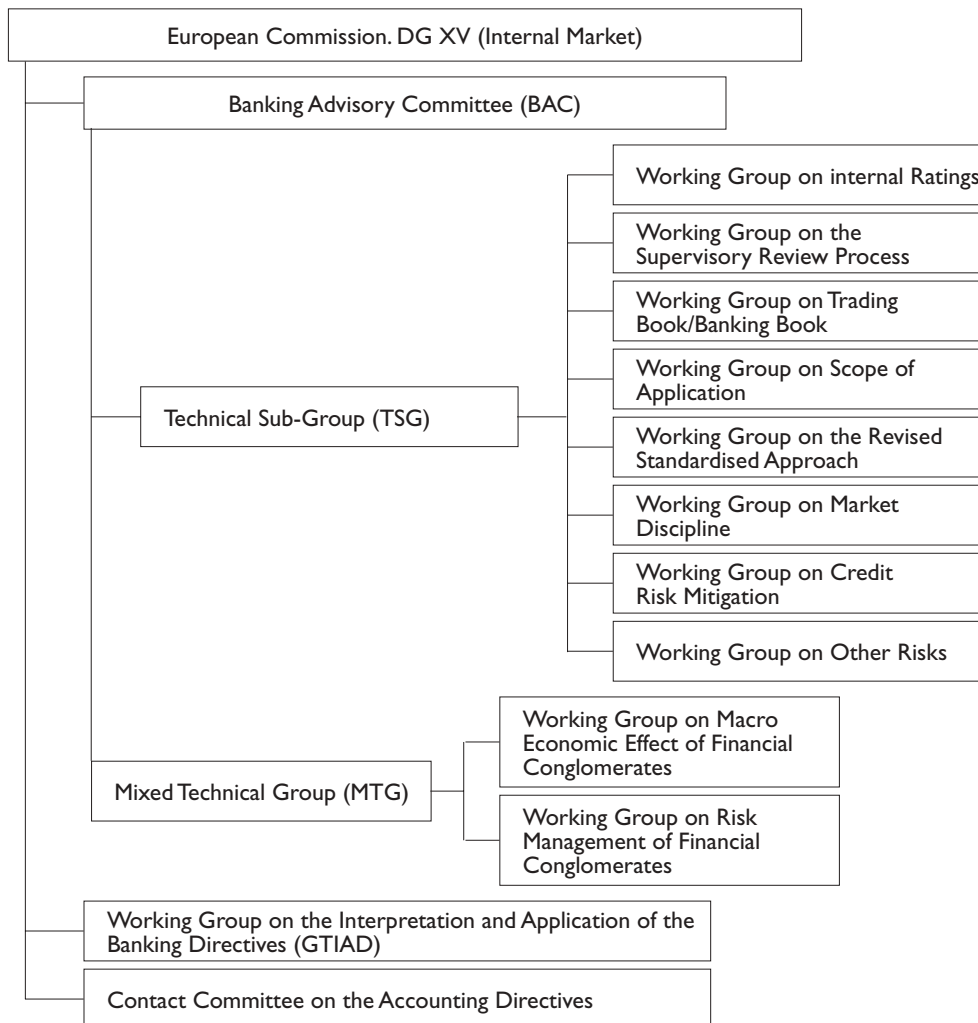 European Commission. DG XV (Internal Market)
Banking Advisory Committee (BAC)
Working Group on internal Ratings
Working Group on the
Supervisory Review Process
Working Group on Trading
Book/Banking Book
Working Group on Scope of
Application
Technical Sub-Group (TSG)
Working Group on the Revised
Standardised Approach
Working Group on Market
Discipline
Working Group on Credit
Risk Mitigation
Working Group on Other Risks
Working Group on Macro
Economic Effect of Financial
Conglomerates
Mixed Technical Group (MTG)
Working Group on Risk
Management of Financial
Conglomerates
Working Group on the Interpretation and Application of the
Banking Directives (GTIAD)
Contact Committee on the Accounting Directives